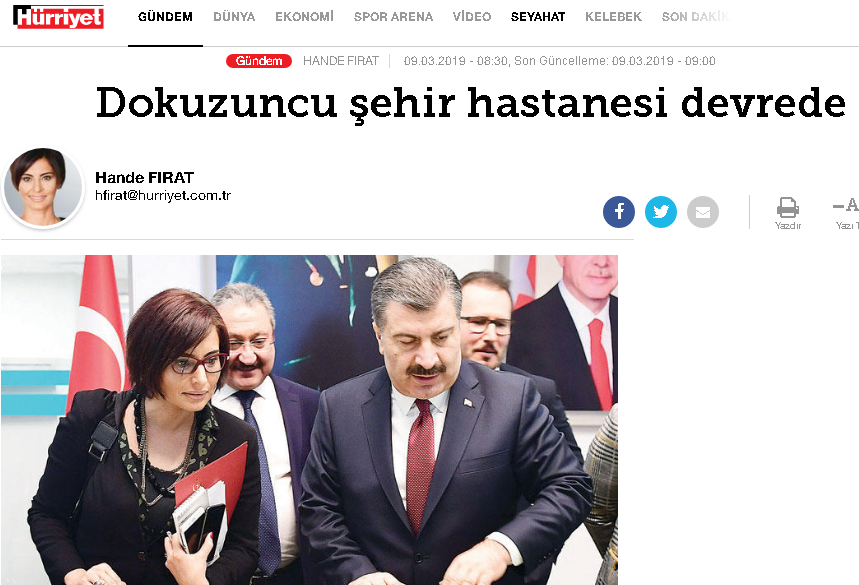 Hürriyet
GÜNDEM DÜNYA EKONOMİ SPOR ARENA VİDEO SEYAHAT KELEBEK SON DAKİK
Gündem HANDE FIRAT 09.03.2019 - 08:30, Son Güncelleme: 09.03.2019 - 09:00
Dokuzuncu şehir hastanesi devrede
Hande FIRAT
hfirat@hurriyet.com.tr
f
Yazdır
–A
Yazı T